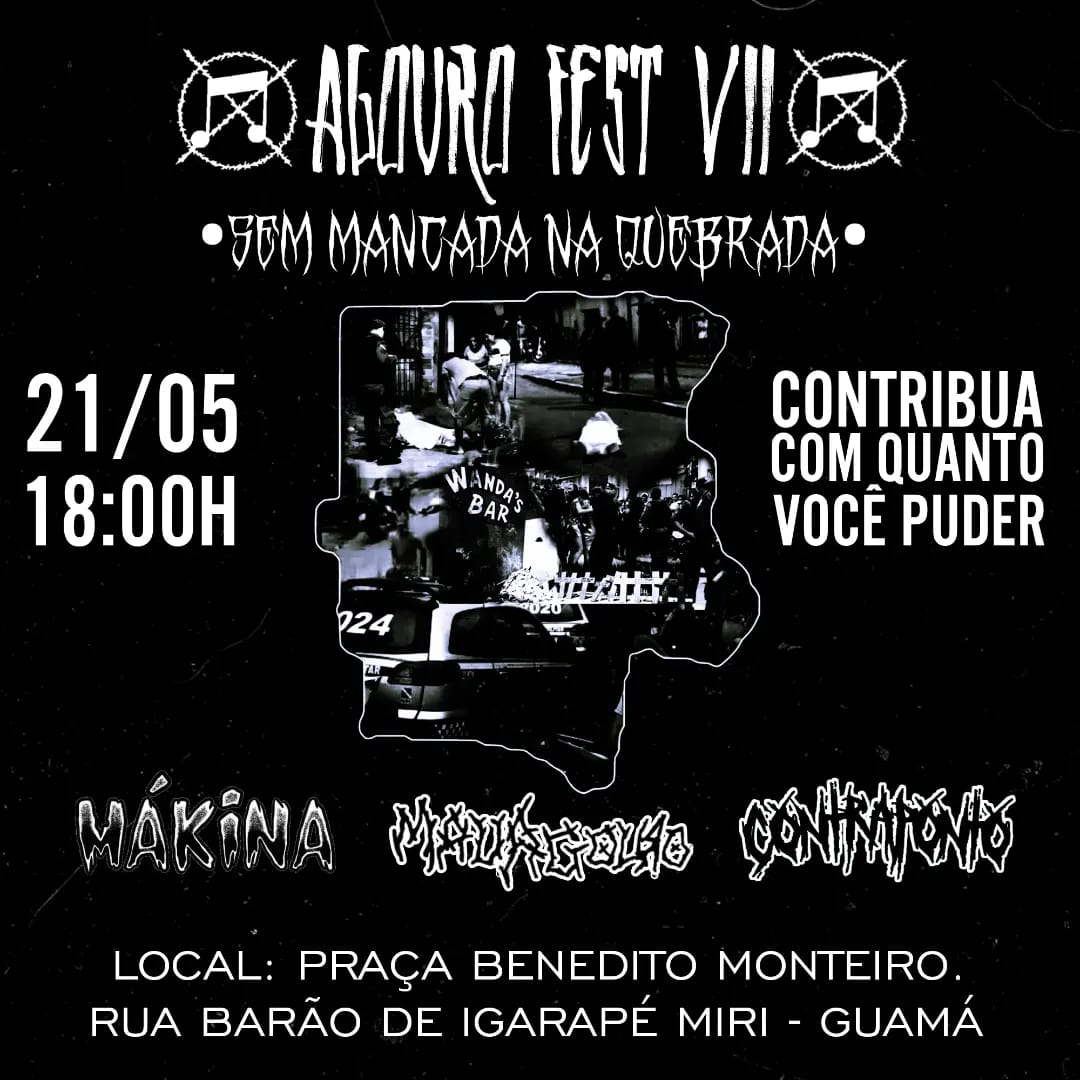 AGOURO FEST VII
•SEM MANCADA NA QUEBRADA•
21/05
18:00H
CONTRIBUA
COM QUANTO
VOCÊ PUDER
WANDA'S
BAR
2020
024
MÁKINA
CONTRAPONTO
LOCAL: PRAÇA BENEDITO MONTEIRO.
RUA BARÃO DE IGARAPÉ MIRI - GUAMÁ